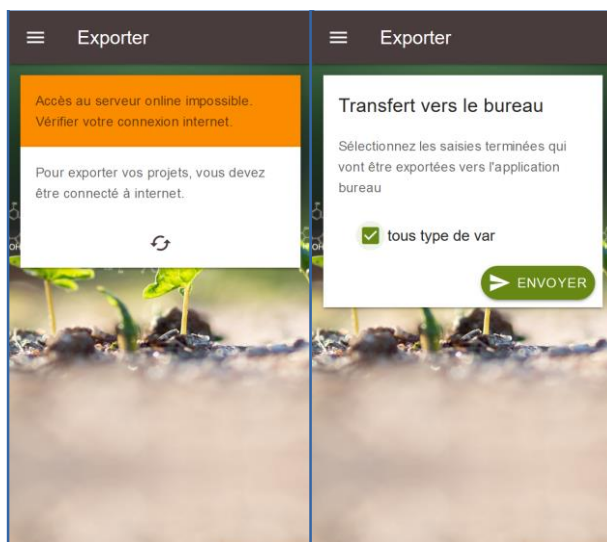 Exporter
Accès au serveur online impossible.
Vérifier votre connexion internet.
Pour exporter vos projets, vous devez
être connecté à internet.
Exporter
Transfert vers le bureau
Sélectionnez les saisies terminées qui
vont être exportées vers l'application
bureau
tous type de var
ENVOYER